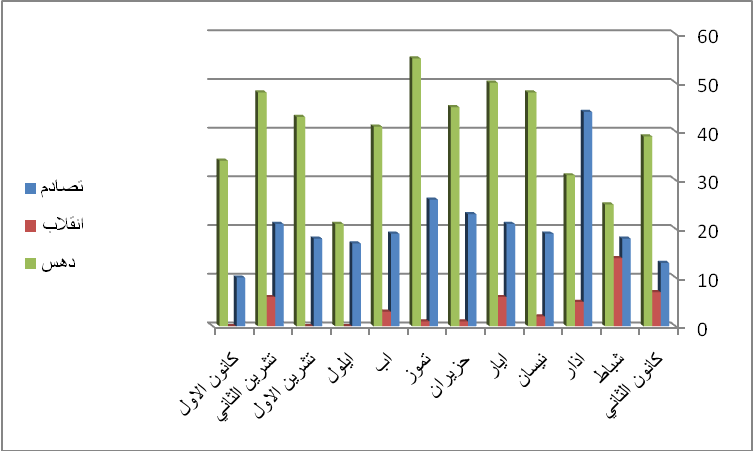 60
50
40
30
20
10
0
كانون الثاني
شباط
اذار
نيسان
ايار
حزيران
تموز
اب
ايلول
تشرين الاول
تشرين الثاني
كانون الاول
تصادم
انقلاب
دهس